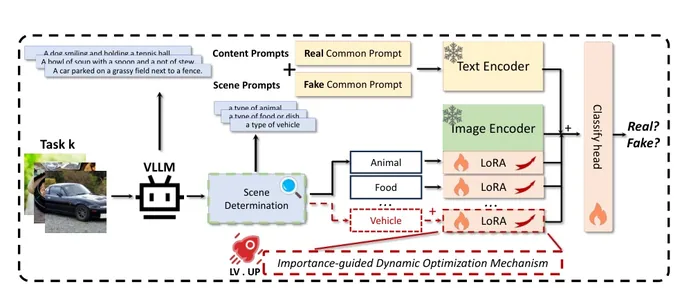 A dog smiling and holding a tennis ball.
A bowl of soup with a spoon and a pot of stew.
A car parked on a grassy field next to a fence.
Content Prompts
Real Common Prompt
+
Scene Prompts
Fake Common Prompt
a type of animal
a type of food or dish
a type of vehicle
Text Encoder
Image Encoder
Task k
VLLM
Scene
Determination
Animal
LoRA
Food
LoRA
...
...
Vehicle
+
LoRA
+
Classify head
Real?
Fake?
LV . UP
Importance-guided Dynamic Optimization Mechanism